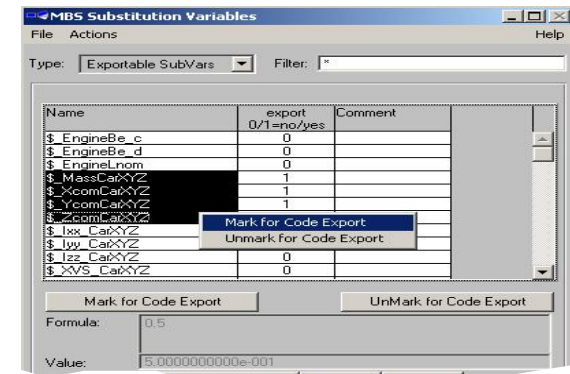 MBS Substitution Variables
File Actions Help
Type: Exportable SubVars Filter: *
Name export Comment
0/1=no/yes
$_EngineBe_c 0
$_EngineBe_d 0
$_EngineLnom 0
$_MassCarXYZ 1
$_XcomCarXYZ 1
$_YcomCarXYZ 1
$_ZcomCarXYZ
Mark for Code Export
$_Ixx_CarXYZ
Unmark for Code Export
$_Iyy_CarXYZ
$_Izz_CarXYZ 0
$_XVS_CarXYZ 0
Mark for Code Export UnMark for Code Export
Formula: 0.5
Value: 5.0000000000e-001